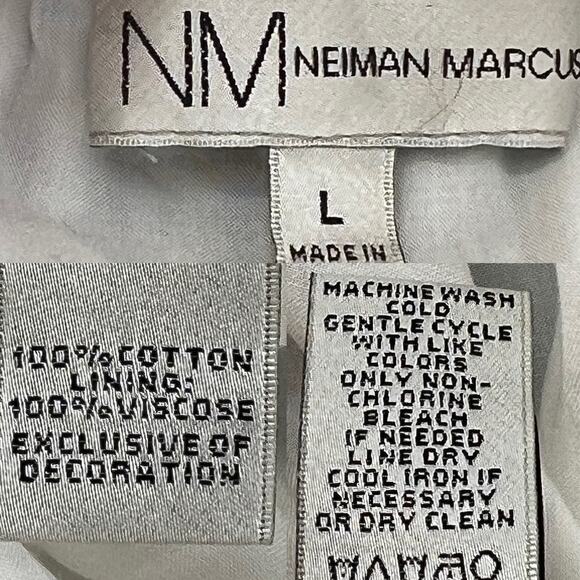 NM NEIMAN MARCUS
L
MADE IN
100% COTTON
LINING:
100% VISCOSE
EXCLUSIVE OF
DECORATION
MACHINE WASH
COLD
GENTLE CYCLE
WITH LIKE
COLORS
ONLY NON-
CHLORINE
BLEACH
IF NEEDED
LINE DRY
COOL IRON IF
NECESSARY
OR DRY CLEAN